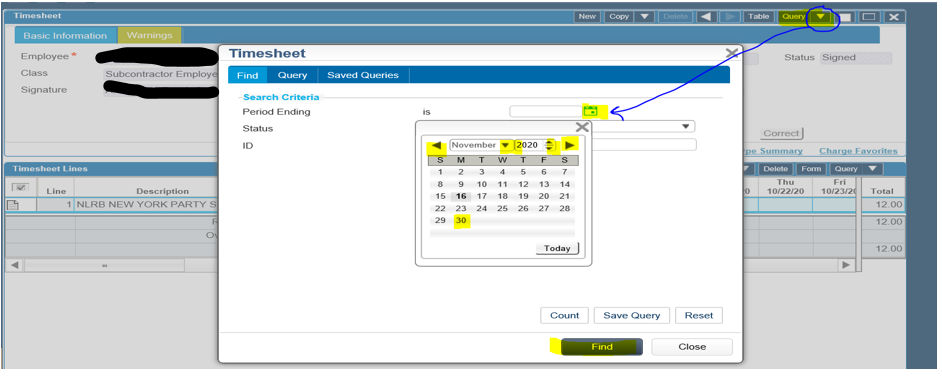 Timesheet
New Copy Delete Table Query
Basic Information Warnings
Employee *
Status Signed
Class Subcontractor Employe
Signature
Correct
pe Summary Charge Favorites
Timesheet
Find Query Saved Queries
Search Criteria
Period Ending is
Status
ID
November 2020
S M T W T F S
1 2 3 4 5 6 7
8 9 10 11 12 13 14
15 16 17 18 19 20 21
22 23 24 25 26 27 28
29 30
Today
Count Save Query Reset
Find Close
Timesheet Lines
Delete Form Query
Line Description
0 Thu 10/22/20 Fri 10/23/20 Total
1 NLRB NEW YORK PARTY S 12.00
R 12.00
Ov 12.00